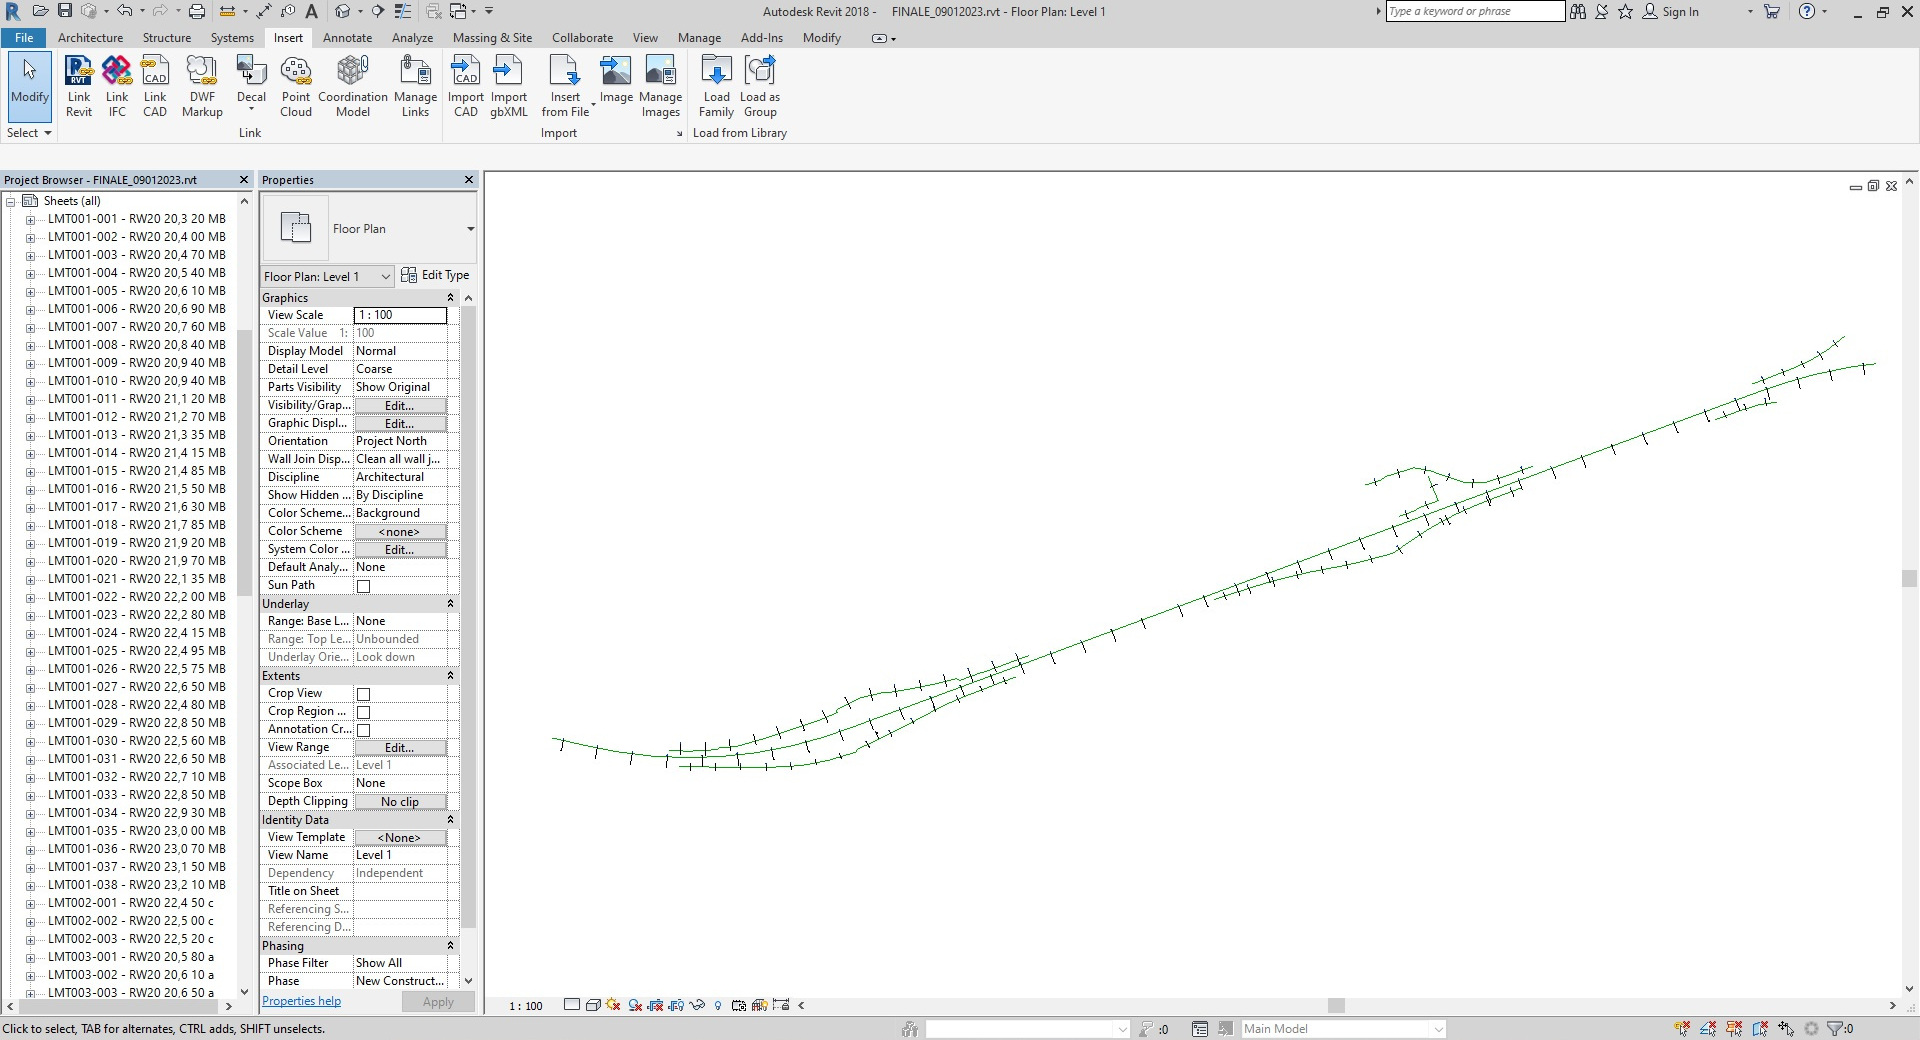 Autodesk Revit 2018 - FINALE_09012023.rvt - Floor Plan: Level 1
Type a keyword or phrase
Sign In
File Architecture Structure Systems Insert Annotate Analyze Massing & Site Collaborate View Manage Add-Ins Modify
Modify
Link Revit
Link IFC
Link CAD
DWF Markup
Decal
Point Cloud
Coordination Model
Manage Links
Import CAD
Import gbXML
Insert from File
Image
Manage Images
Load Family
Load as Group
Select
Link
Import
Load from Library
Project Browser - FINALE_09012023.rvt
Sheets (all)
LMT001-001 - RW20 20,3 20 MB
LMT001-002 - RW20 20,4 00 MB
LMT001-003 - RW20 20,4 70 MB
LMT001-004 - RW20 20,5 40 MB
LMT001-005 - RW20 20,6 10 MB
LMT001-006 - RW20 20,6 90 MB
LMT001-007 - RW20 20,7 60 MB
LMT001-008 - RW20 20,8 40 MB
LMT001-009 - RW20 20,9 40 MB
LMT001-010 - RW20 20,9 40 MB
LMT001-011 - RW20 21,1 20 MB
LMT001-012 - RW20 21,2 70 MB
LMT001-013 - RW20 21,3 35 MB
LMT001-014 - RW20 21,4 15 MB
LMT001-015 - RW20 21,4 85 MB
LMT001-016 - RW20 21,5 50 MB
LMT001-017 - RW20 21,6 30 MB
LMT001-018 - RW20 21,7 85 MB
LMT001-019 - RW20 21,9 20 MB
LMT001-020 - RW20 21,9 70 MB
LMT001-021 - RW20 22,1 35 MB
LMT001-022 - RW20 22,2 00 MB
LMT001-023 - RW20 22,2 80 MB
LMT001-024 - RW20 22,4 15 MB
LMT001-025 - RW20 22,4 95 MB
LMT001-026 - RW20 22,5 75 MB
LMT001-027 - RW20 22,6 50 MB
LMT001-028 - RW20 22,4 80 MB
LMT001-029 - RW20 22,8 50 MB
LMT001-030 - RW20 22,5 60 MB
LMT001-031 - RW20 22,6 50 MB
LMT001-032 - RW20 22,7 10 MB
LMT001-033 - RW20 22,8 50 MB
LMT001-034 - RW20 22,9 30 MB
LMT001-035 - RW20 23,0 00 MB
LMT001-036 - RW20 23,0 70 MB
LMT001-037 - RW20 23,1 50 MB
LMT001-038 - RW20 23,2 10 MB
LMT002-001 - RW20 22,4 50 c
LMT002-002 - RW20 22,5 00 c
LMT002-003 - RW20 22,5 20 c
LMT003-001 - RW20 20,5 80 a
LMT003-002 - RW20 20,6 10 a
LMT003-003 - RW20 20,6 50 a
Properties
Floor Plan
Floor Plan: Level 1 Edit Type
Graphics
View Scale 1 : 100
Scale Value 1: 100
Display Model Normal
Detail Level Coarse
Parts Visibility Show Original
Visibility/Grap... Edit...
Graphic Displ... Edit...
Orientation Project North
Wall Join Disp... Clean all wall j...
Discipline Architectural
Show Hidden ... By Discipline
Color Scheme... Background
Color Scheme <none>
System Color ... Edit...
Default Analy... None
Sun Path
Underlay
Range: Base L... None
Range: Top Le... Unbounded
Underlay Orie... Look down
Extents
Crop View
Crop Region ...
Annotation Cr...
View Range Edit...
Associated Le... Level 1
Scope Box None
Depth Clipping No clip
Identity Data
View Template <None>
View Name Level 1
Dependency Independent
Title on Sheet
Referencing S...
Referencing D...
Phasing
Phase Filter Show All
Phase New Construct...
Properties help Apply
1 : 100
Click to select, TAB for alternates, CTRL adds, SHIFT unselects.
:0
Main Model
:0